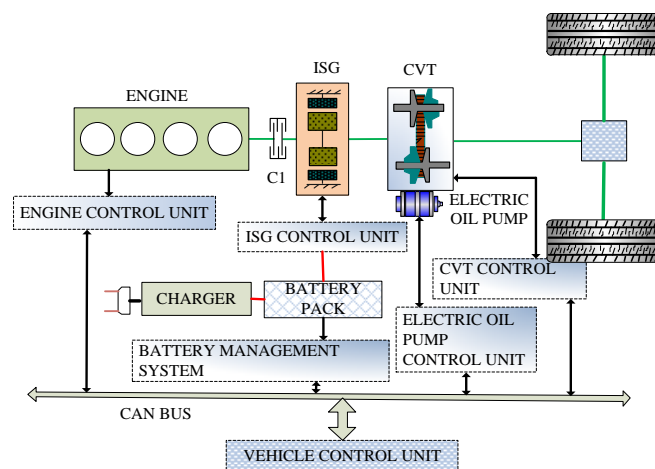 ISG
CVT
ENGINE
C1
ELECTRIC
OIL PUMP
ENGINE CONTROL UNIT
ISG CONTROL UNIT
CVT CONTROL
UNIT
CHARGER
BATTERY
PACK
ELECTRIC OIL
PUMP
CONTROL UNIT
BATTERY MANAGEMENT
SYSTEM
CAN BUS
VEHICLE CONTROL UNIT